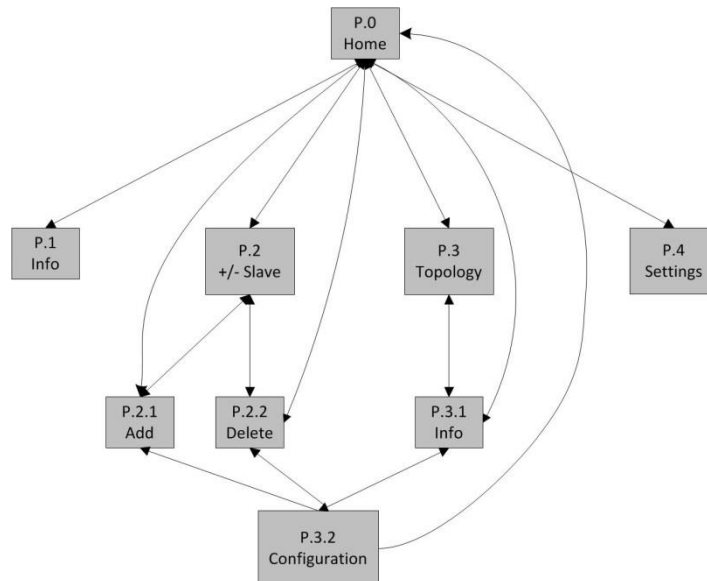 P.0
Home
P.1
Info
P.2
+/- Slave
P.3
Topology
P.4
Settings
P.2.1
Add
P.2.2
Delete
P.3.1
Info
P.3.2
Configuration